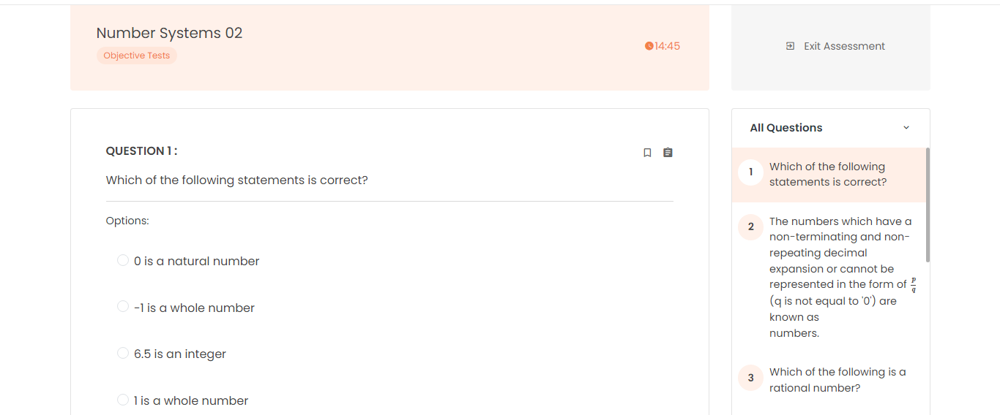 Number Systems 02
Objective Tests
14:45
Exit Assessment
QUESTION 1 :
Which of the following statements is correct?
Options:
0 is a natural number
-1 is a whole number
6.5 is an integer
1 is a whole number
All Questions
1
Which of the following
statements is correct?
2
The numbers which have a
non-terminating and non-
repeating decimal
expansion or cannot be
represented in the form of p/q
(q is not equal to '0') are
known as
numbers.
3
Which of the following is a
rational number?